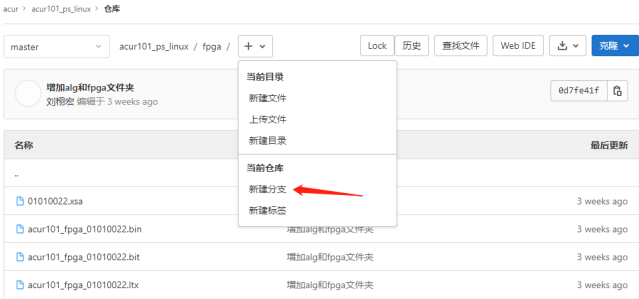 acur › acur101_ps_linux › 仓库
master acur101_ps_linux / fpga / + Lock 历史 查找文件 Web IDE 克隆
当前目录
增加alg和fpga文件夹
刘栩宏 编辑于 3 weeks ago
新建文件
0d7fe41f
上传文件
新建目录
名称 最后更新
当前仓库
..
新建分支
01010022.xsa 3 weeks ago
新建标签
acur101_fpga_01010022.bin 增加alg和fpga文件夹 3 weeks ago
acur101_fpga_01010022.bit 增加alg和fpga文件夹 3 weeks ago
acur101_fpga_01010022.ltx 增加alg和fpga文件夹 3 weeks ago